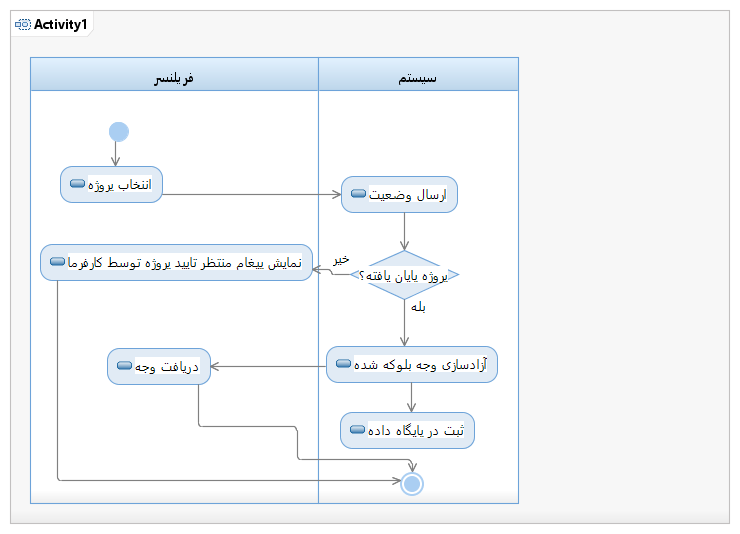 Activity1
فریلنسر
سیستم
انتخاب پروژه
ارسال وضعیت
نمایش پیغام منتظر تایید پروژه توسط کارفرما
خیر
پروژه پایان یافته؟
بله
دریافت وجه
آزادسازی وجه بلوکه شده
ثبت در پایگاه داده